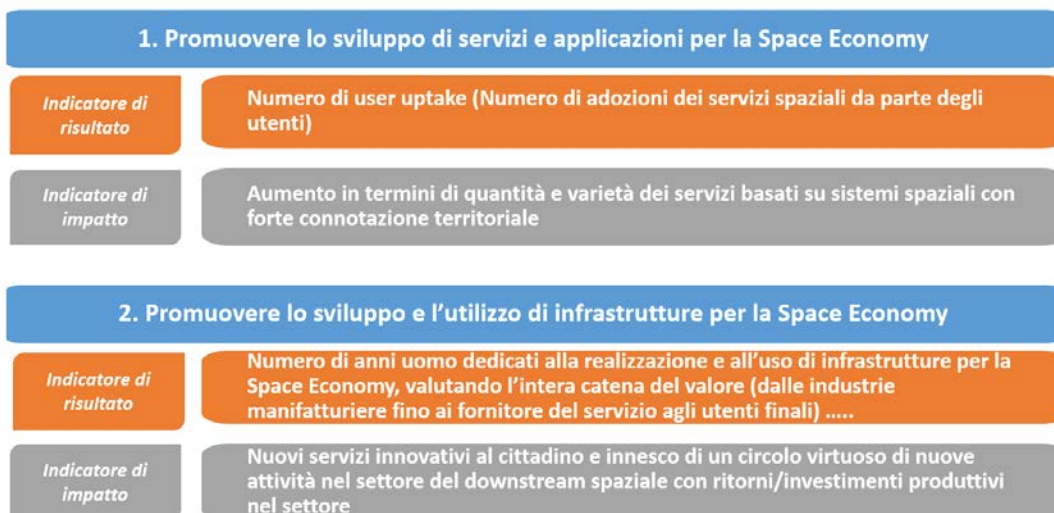 1. Promuovere lo sviluppo di servizi e applicazioni per la Space Economy
Indicatore di
risultato
Numero di user uptake (Numero di adozioni dei servizi spaziali da parte degli
utenti)
Indicatore di
impatto
Aumento in termini di quantità e varietà dei servizi basati su sistemi spaziali con
forte connotazione territoriale
2. Promuovere lo sviluppo e l'utilizzo di infrastrutture per la Space Economy
Indicatore di
risultato
Numero di anni uomo dedicati alla realizzazione e all'uso di infrastrutture per la
Space Economy, valutando l'intera catena del valore (dalle industrie
manifatturiere fino ai fornitore del servizio agli utenti finali) .....
Indicatore di
impatto
Nuovi servizi innovativi al cittadino e innesco di un circolo virtuoso di nuove
attività nel settore del downstream spaziale con ritorni/investimenti produttivi
nel settore